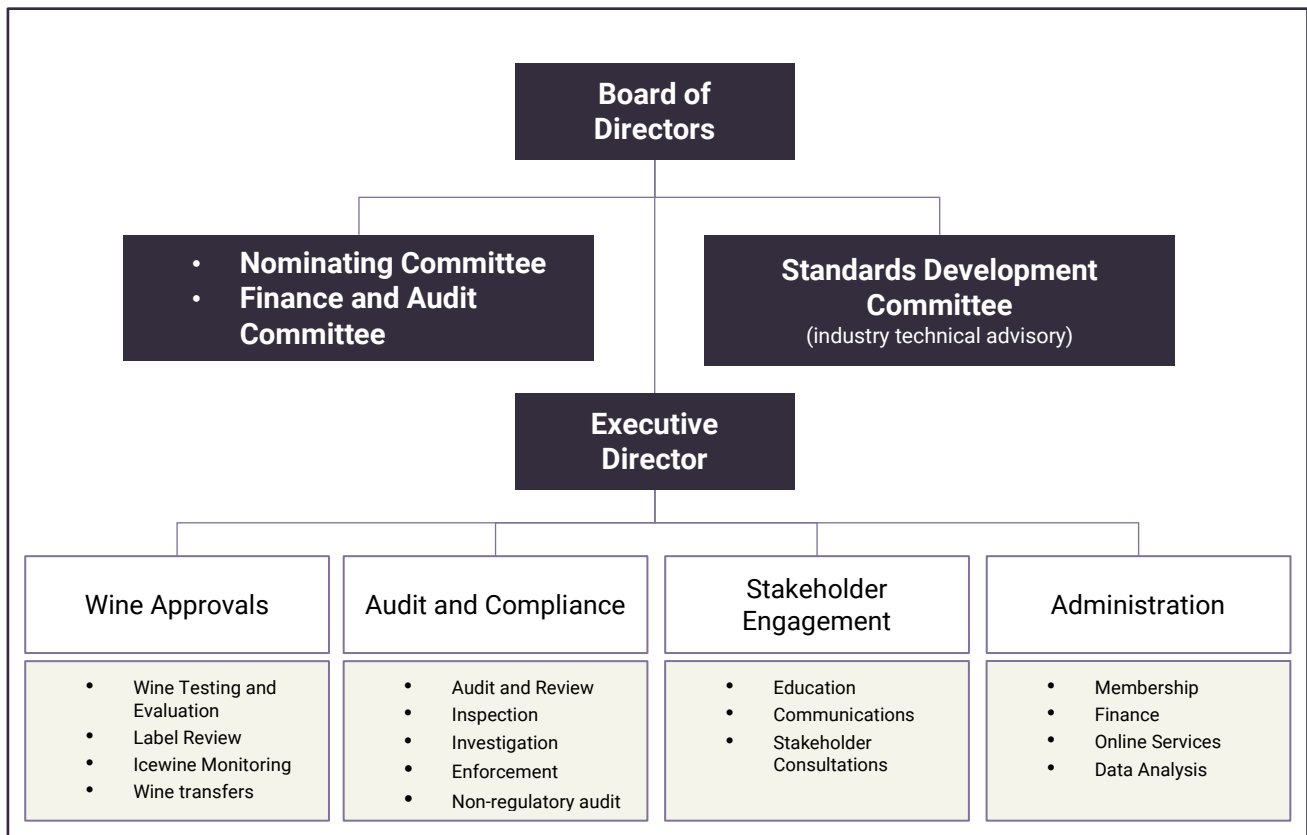 Board of
Directors
• Nominating Committee
• Finance and Audit
Committee
Standards Development
Committee
(industry technical advisory)
Executive
Director
Wine Approvals
Audit and Compliance
Stakeholder
Engagement
Administration
• Wine Testing and
Evaluation
• Label Review
• Icewine Monitoring
• Wine transfers
• Audit and Review
• Inspection
• Investigation
• Enforcement
• Non-regulatory audit
• Education
• Communications
• Stakeholder
Consultations
• Membership
• Finance
• Online Services
• Data Analysis